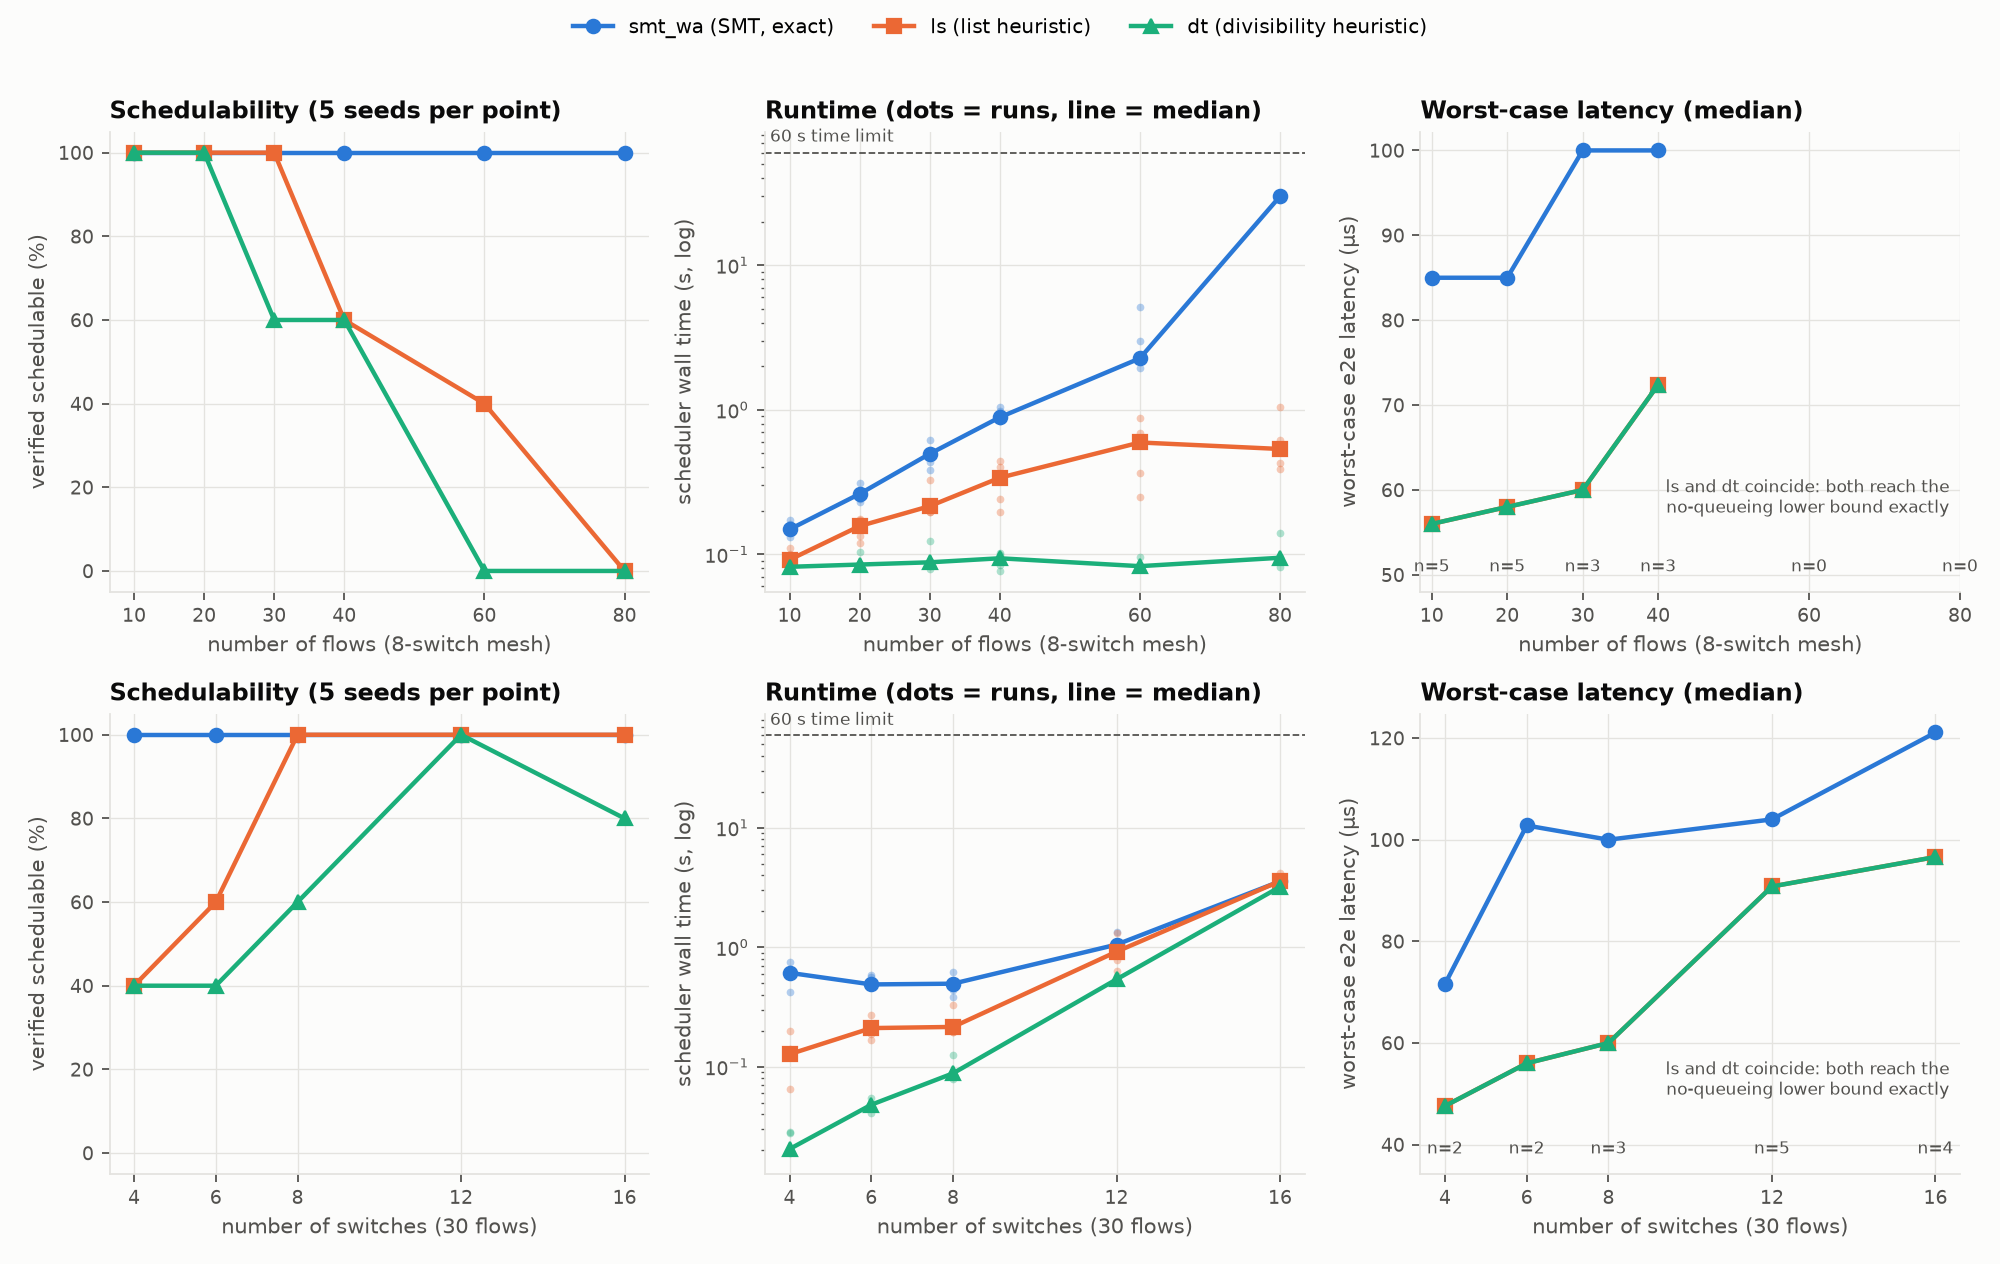 smt_wa (SMT, exact)
ls (list heuristic)
dt (divisibility heuristic)
Schedulability (5 seeds per point)
verified schedulable (%)
100
80
60
40
20
0
10 20 30 40 60 80
number of flows (8-switch mesh)
Runtime (dots = runs, line = median)
60 s time limit
scheduler wall time (s, log)
10¹
10⁰
10⁻¹
10 20 30 40 60 80
number of flows (8-switch mesh)
Worst-case latency (median)
worst-case e2e latency (µs)
100
90
80
70
60
50
ls and dt coincide: both reach the
no-queueing lower bound exactly
n=5 n=5 n=3 n=3 n=0 n=0
10 20 30 40 60 80
number of flows (8-switch mesh)
Schedulability (5 seeds per point)
verified schedulable (%)
100
80
60
40
20
0
4 6 8 12 16
number of switches (30 flows)
Runtime (dots = runs, line = median)
60 s time limit
scheduler wall time (s, log)
10¹
10⁰
10⁻¹
4 6 8 12 16
number of switches (30 flows)
Worst-case latency (median)
worst-case e2e latency (µs)
120
100
80
60
40
ls and dt coincide: both reach the
no-queueing lower bound exactly
n=2 n=2 n=3 n=5 n=4
4 6 8 12 16
number of switches (30 flows)